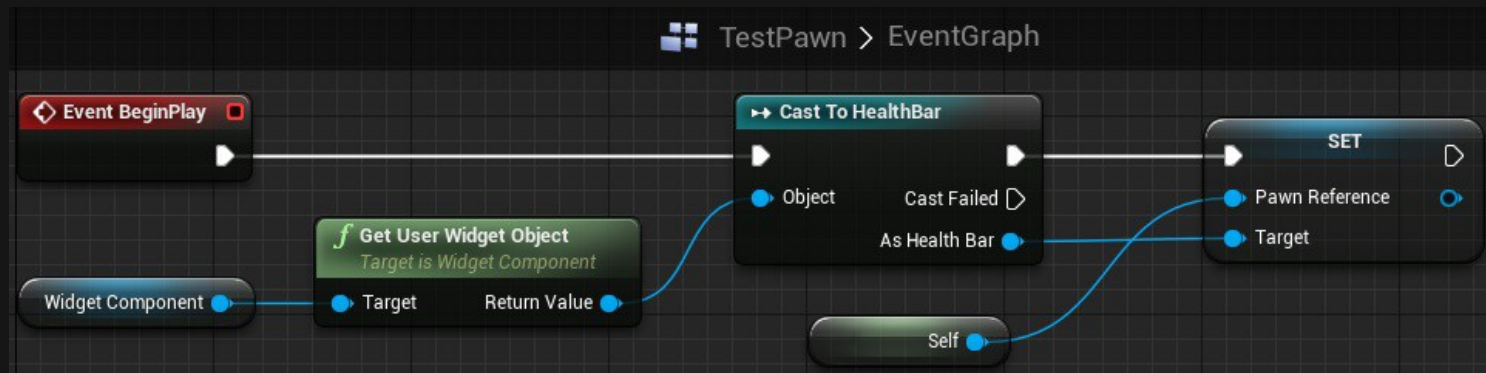 TestPawn > EventGraph
Event BeginPlay
Cast To HealthBar
SET
Object
Cast Failed
Pawn Reference
As Health Bar
Target
f Get User Widget Object
Target is Widget Component
Widget Component
Target
Return Value
Self